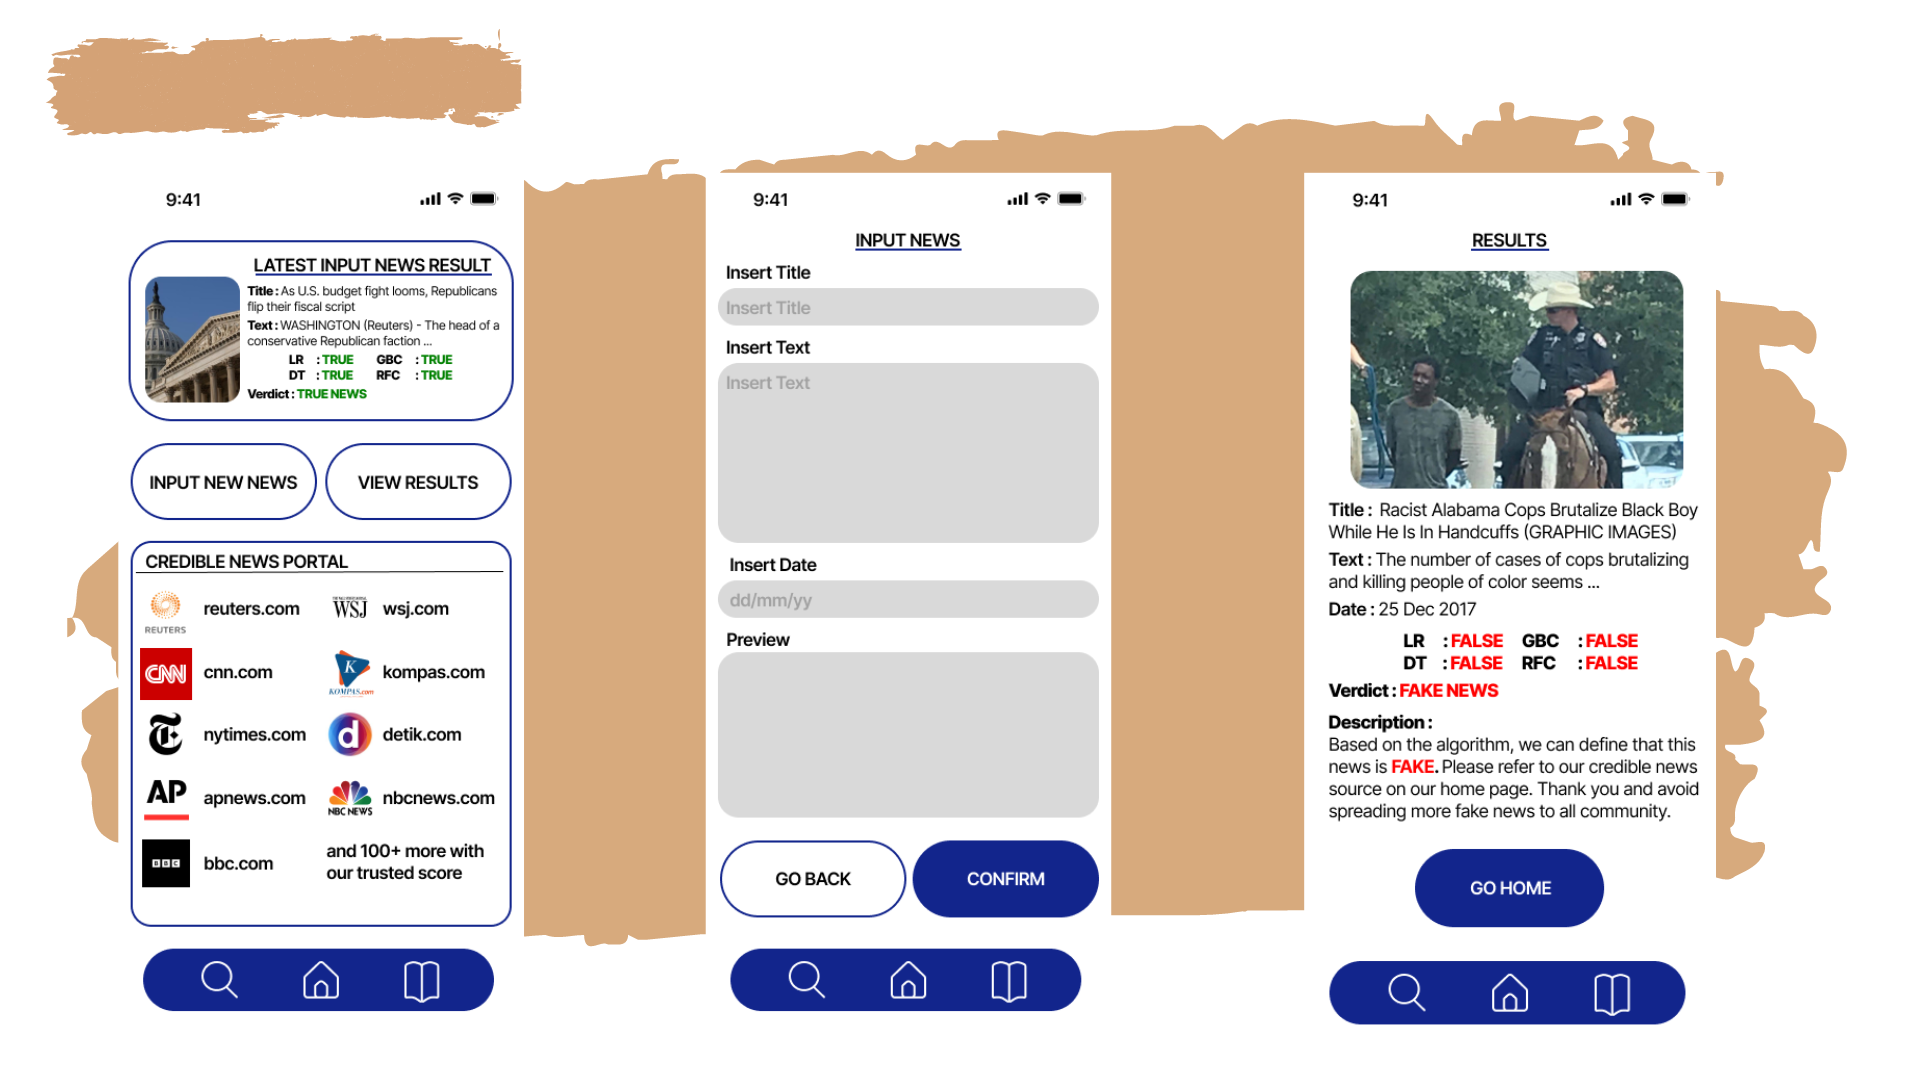 9:41
LATEST INPUT NEWS RESULT
Title : As U.S. budget fight looms, Republicans
flip their fiscal script
Text : WASHINGTON (Reuters) - The head of a
conservative Republican faction ...
LR : TRUE GBC : TRUE
DT : TRUE RFC : TRUE
Verdict : TRUE NEWS
INPUT NEW NEWS
VIEW RESULTS
CREDIBLE NEWS PORTAL
REUTERS
reuters.com
WSJ
wsj.com
CNN
cnn.com
K
KOMPAS.com
kompas.com
nytimes.com
d
detik.com
AP
apnews.com
NBC NEWS
nbcnews.com
BBC
bbc.com
and 100+ more with
our trusted score
9:41
INPUT NEWS
Insert Title
Insert Title
Insert Text
Insert Text
Insert Date
dd/mm/yy
Preview
GO BACK
CONFIRM
9:41
RESULTS
Title : Racist Alabama Cops Brutalize Black Boy
While He Is In Handcuffs (GRAPHIC IMAGES)
Text : The number of cases of cops brutalizing
and killing people of color seems ...
Date : 25 Dec 2017
LR : FALSE GBC : FALSE
DT : FALSE RFC : FALSE
Verdict : FAKE NEWS
Description :
Based on the algorithm, we can define that this
news is FAKE. Please refer to our credible news
source on our home page. Thank you and avoid
spreading more fake news to all community.
GO HOME